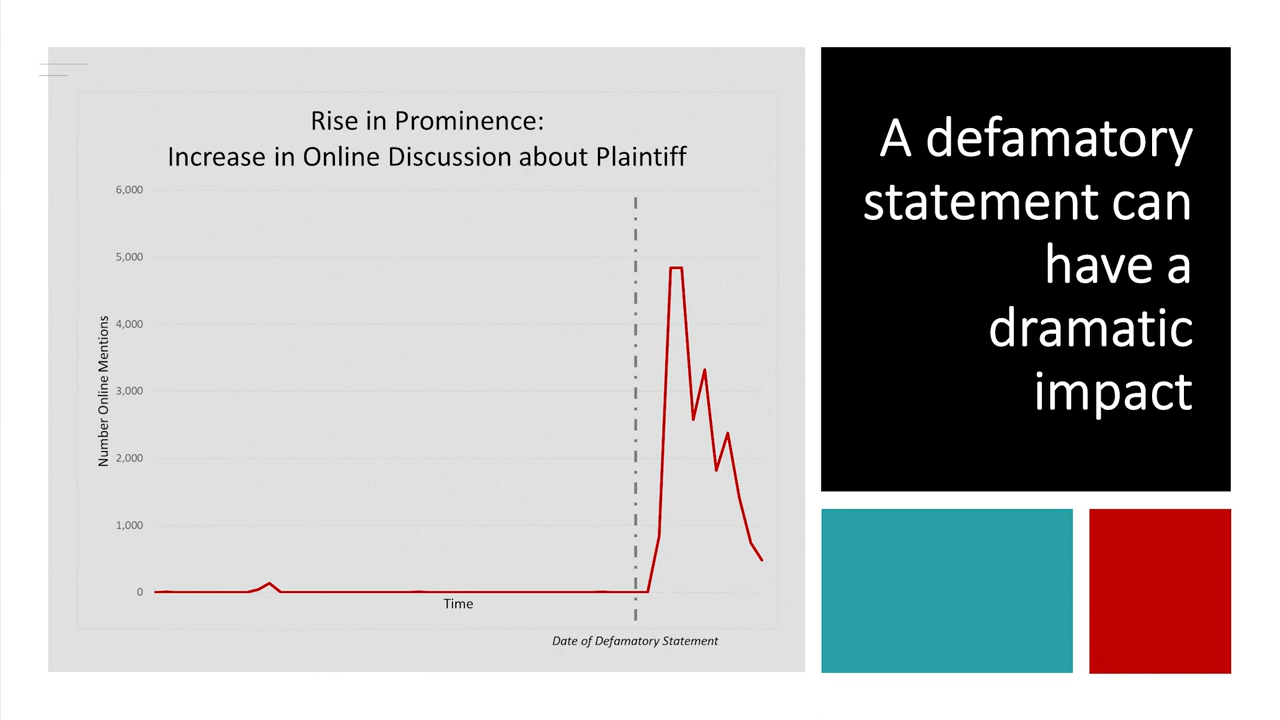 Rise in Prominence:
Increase in Online Discussion about Plaintiff
6,000
5,000
4,000
3,000
2,000
1,000
0
Number Online Mentions
Time
Date of Defamatory Statement
A defamatory
statement can
have a
dramatic
impact